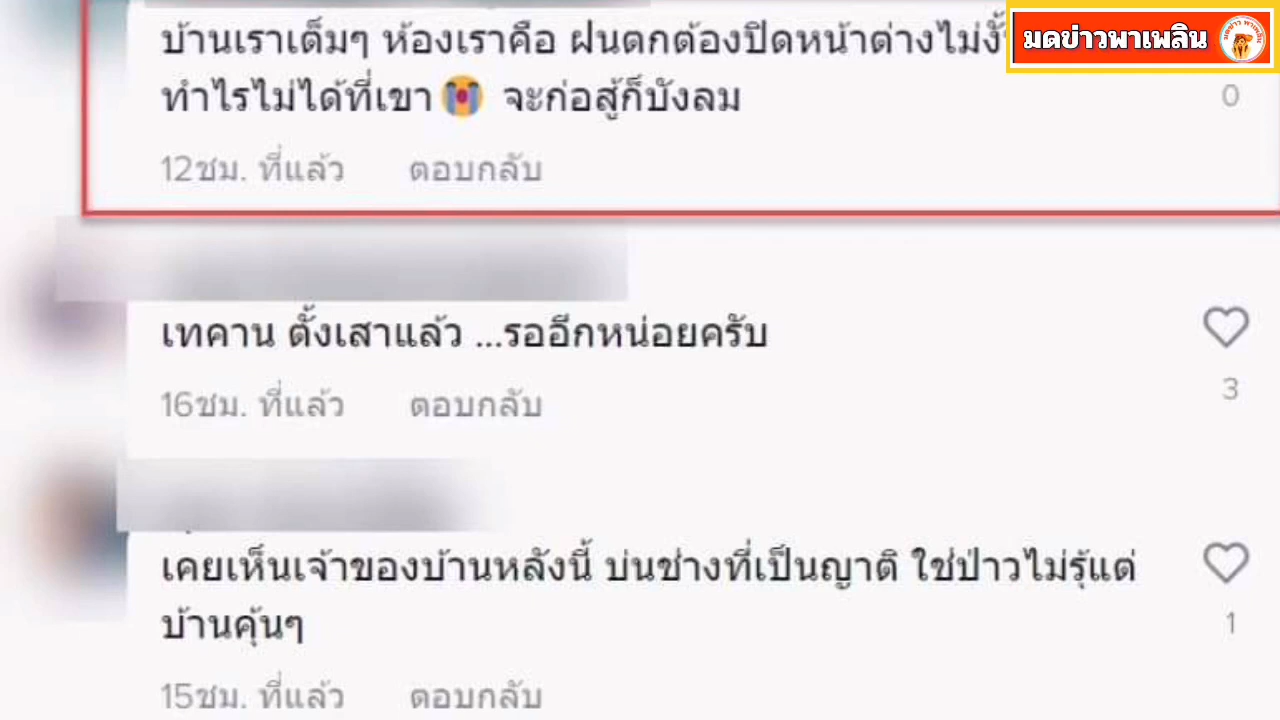 มดข่าวพาเพลิน
บ้านเราเด็มๆ ห้องเราคือ ฝนตกต้องปิดหน้าต่างไม่งั้
ทำไรไม่ได้ที่เขา😭 จะก่อสู้ก็บังลม
0
12ชม. ที่แล้ว ตอบกลับ
เทคาน ตั้งเสาแล้ว ...รออีกหน่อยครับ
3
16ชม. ที่แล้ว ตอบกลับ
เคยเห็นเจ้าของบ้านหลังนี้ บ่นช่างที่เป็นญาติ ใช่ป่าวไม่รุ้แต่
บ้านคุ้นๆ
1
15ชม. ที่แล้ว ตอบกลับ